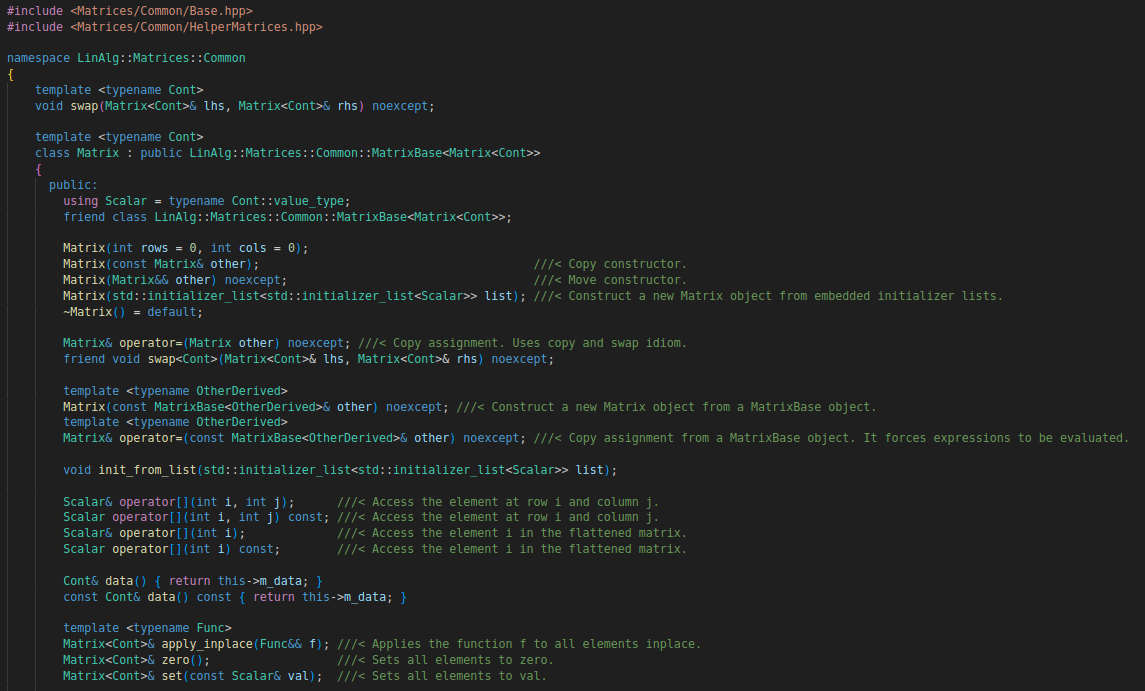 #include <Matrices/Common/Base.hpp>
#include <Matrices/Common/HelperMatrices.hpp>

namespace LinAlg::Matrices::Common
{
    template <typename Cont>
    void swap(Matrix<Cont>& lhs, Matrix<Cont>& rhs) noexcept;

    template <typename Cont>
    class Matrix : public LinAlg::Matrices::Common::MatrixBase<Matrix<Cont>>
    {
      public:
        using Scalar = typename Cont::value_type;
        friend class LinAlg::Matrices::Common::MatrixBase<Matrix<Cont>>;

        Matrix(int rows = 0, int cols = 0);
        Matrix(const Matrix& other);                                       ///< Copy constructor.
        Matrix(Matrix&& other) noexcept;                                   ///< Move constructor.
        Matrix(std::initializer_list<std::initializer_list<Scalar>> list); ///< Construct a new Matrix object from embedded initializer lists.
        ~Matrix() = default;

        Matrix& operator=(Matrix other) noexcept; ///< Copy assignment. Uses copy and swap idiom.
        friend void swap<Cont>(Matrix<Cont>& lhs, Matrix<Cont>& rhs) noexcept;

        template <typename OtherDerived>
        Matrix(const MatrixBase<OtherDerived>& other) noexcept; ///< Construct a new Matrix object from a MatrixBase object.
        template <typename OtherDerived>
        Matrix& operator=(const MatrixBase<OtherDerived>& other) noexcept; ///< Copy assignment from a MatrixBase object. It forces expressions to be evaluated.

        void init_from_list(std::initializer_list<std::initializer_list<Scalar>> list);

        Scalar& operator[](int i, int j);      ///< Access the element at row i and column j.
        Scalar operator[](int i, int j) const; ///< Access the element at row i and column j.
        Scalar& operator[](int i);             ///< Access the element i in the flattened matrix.
        Scalar operator[](int i) const;        ///< Access the element i in the flattened matrix.

        Cont& data() { return this->m_data; }
        const Cont& data() const { return this->m_data; }

        template <typename Func>
        Matrix<Cont>& apply_inplace(Func&& f); ///< Applies the function f to all elements inplace.
        Matrix<Cont>& zero();                  ///< Sets all elements to zero.
        Matrix<Cont>& set(const Scalar& val);  ///< Sets all elements to val.